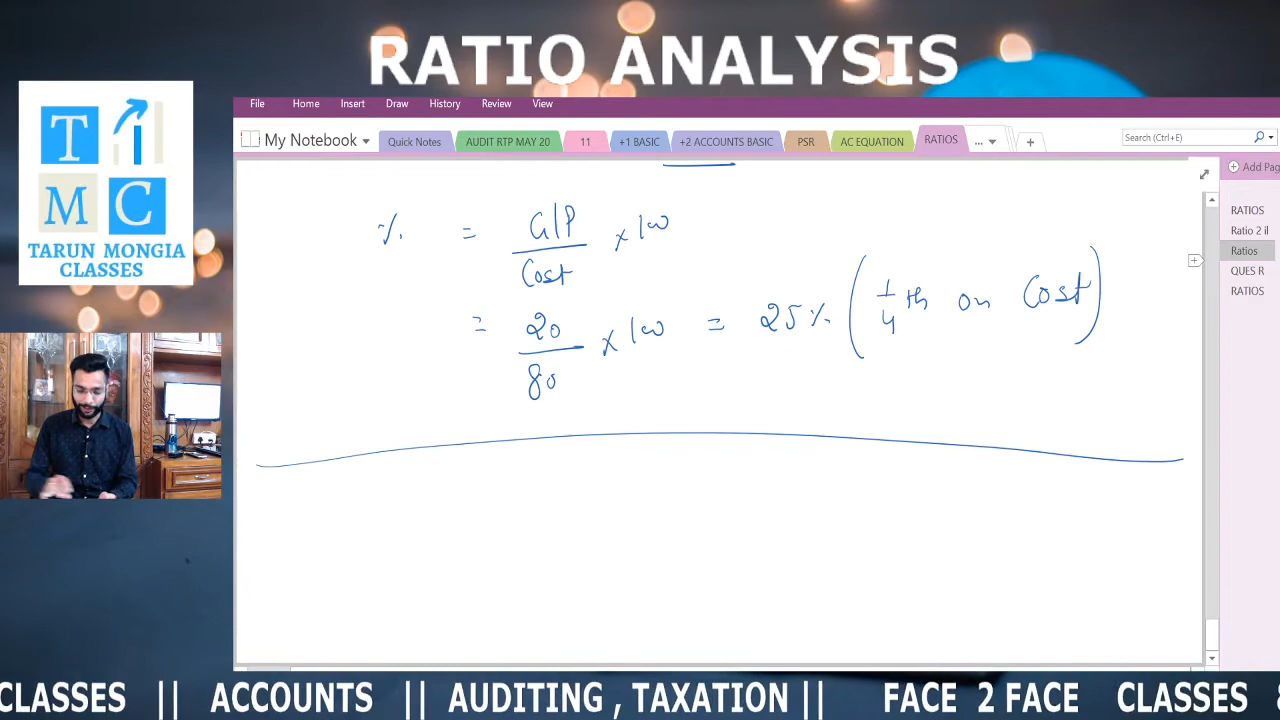 RATIO ANALYSIS
T
M C
TARUN MONGIA
CLASSES
File Home Insert Draw History Review View
My Notebook Quick Notes AUDIT RTP MAY 20 11 +1 BASIC +2 ACCOUNTS BASIC PSR AC EQUATION RATIOS ... + Search (Ctrl+E)
+ Add Pag
RATIOS
Ratio 2 il
Ratios
QUES R
RATIOS
% = G/P / Cost × 100
= 20 / 80 × 100 = 25% (1/4 th on Cost)
CLASSES || ACCOUNTS || AUDITING , TAXATION || FACE 2 FACE CLASSES